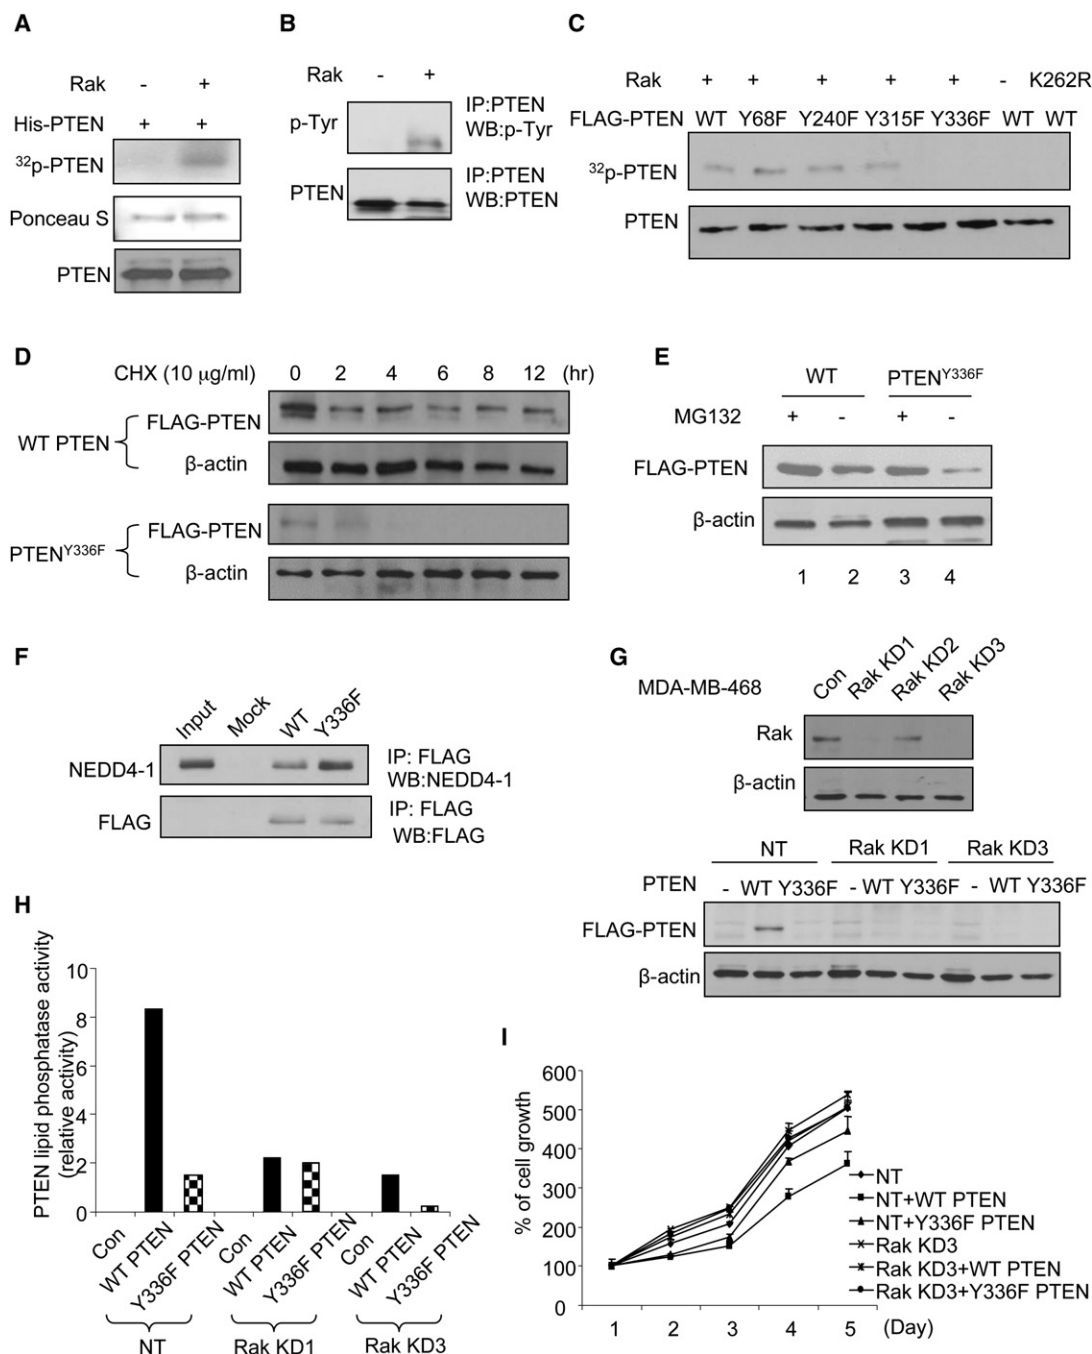 A
Rak - +
His-PTEN + +
32p-PTEN
Ponceau S
PTEN
B
Rak - +
p-Tyr
IP:PTEN
WB:p-Tyr
PTEN
IP:PTEN
WB:PTEN
C
Rak + + + + + - K262R
FLAG-PTEN WT Y68F Y240F Y315F Y336F WT WT
32p-PTEN
PTEN
D
CHX (10 μg/ml) 0 2 4 6 8 12 (hr)
WT PTEN
FLAG-PTEN
β-actin
PTENY336F
FLAG-PTEN
β-actin
E
WT PTENY336F
MG132 + - + -
FLAG-PTEN
β-actin
1 2 3 4
F
Input Mock WT Y336F
NEDD4-1
IP: FLAG
WB:NEDD4-1
FLAG
IP: FLAG
WB:FLAG
G
MDA-MB-468
Con Rak KD1 Rak KD2 Rak KD3
Rak
β-actin
NT Rak KD1 Rak KD3
PTEN - WT Y336F - WT Y336F - WT Y336F
FLAG-PTEN
β-actin
H
PTEN lipid phosphatase activity
(relative activity)
10
8
6
4
2
0
Con WT PTEN Y336F PTEN Con WT PTEN Y336F PTEN Con WT PTEN Y336F PTEN
NT Rak KD1 Rak KD3
I
% of cell growth
600
500
400
300
200
100
0
1 2 3 4 5 (Day)
NT
NT+WT PTEN
NT+Y336F PTEN
Rak KD3
Rak KD3+WT PTEN
Rak KD3+Y336F PTEN